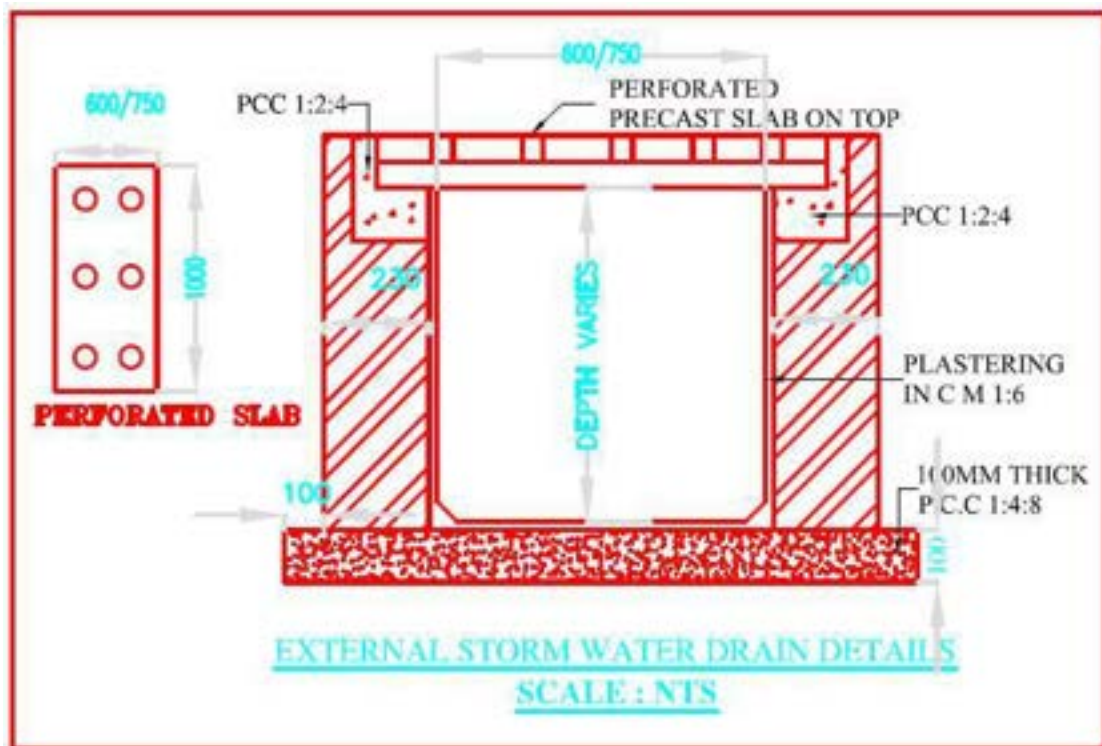 600/750
PERFORATED
PRECAST SLAB ON TOP
PCC 1:2:4
600/750
1000
PERFORATED SLAB
PCC 1:2:4
230
230
DEPTH VARIES
PLASTERING
IN C M 1:6
100
100MM THICK
P.C.C 1:4:8
100
EXTERNAL STORM WATER DRAIN DETAILS
SCALE : NTS